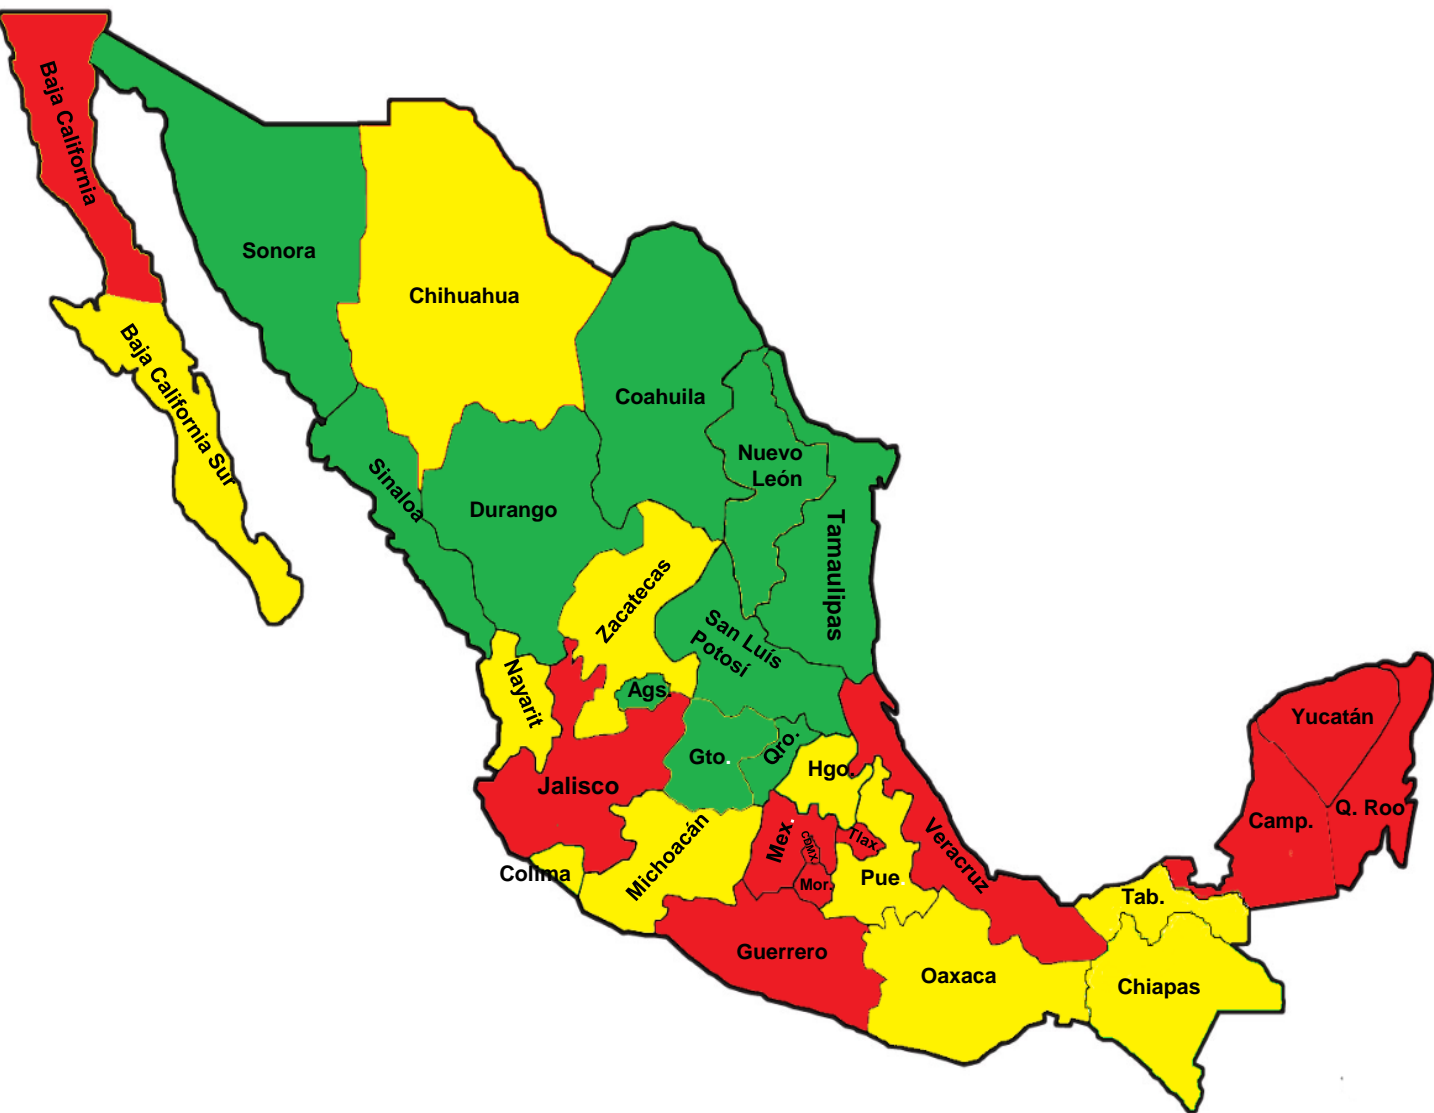 Baja California
Sonora
Chihuahua
Baja California Sur
Coahuila
Nuevo
León
Sinaloa
Durango
Tamaulipas
Zacatecas
San Luís
Potosí
Nayarit
Ags.
Yucatán
Gto.
Qro.
Hgo.
Jalisco
Q. Roo
Camp.
Mex.
CDMX.
Tlax.
Veracruz
Michoacán
Colima
Mor.
Pue.
Tab.
Guerrero
Oaxaca
Chiapas